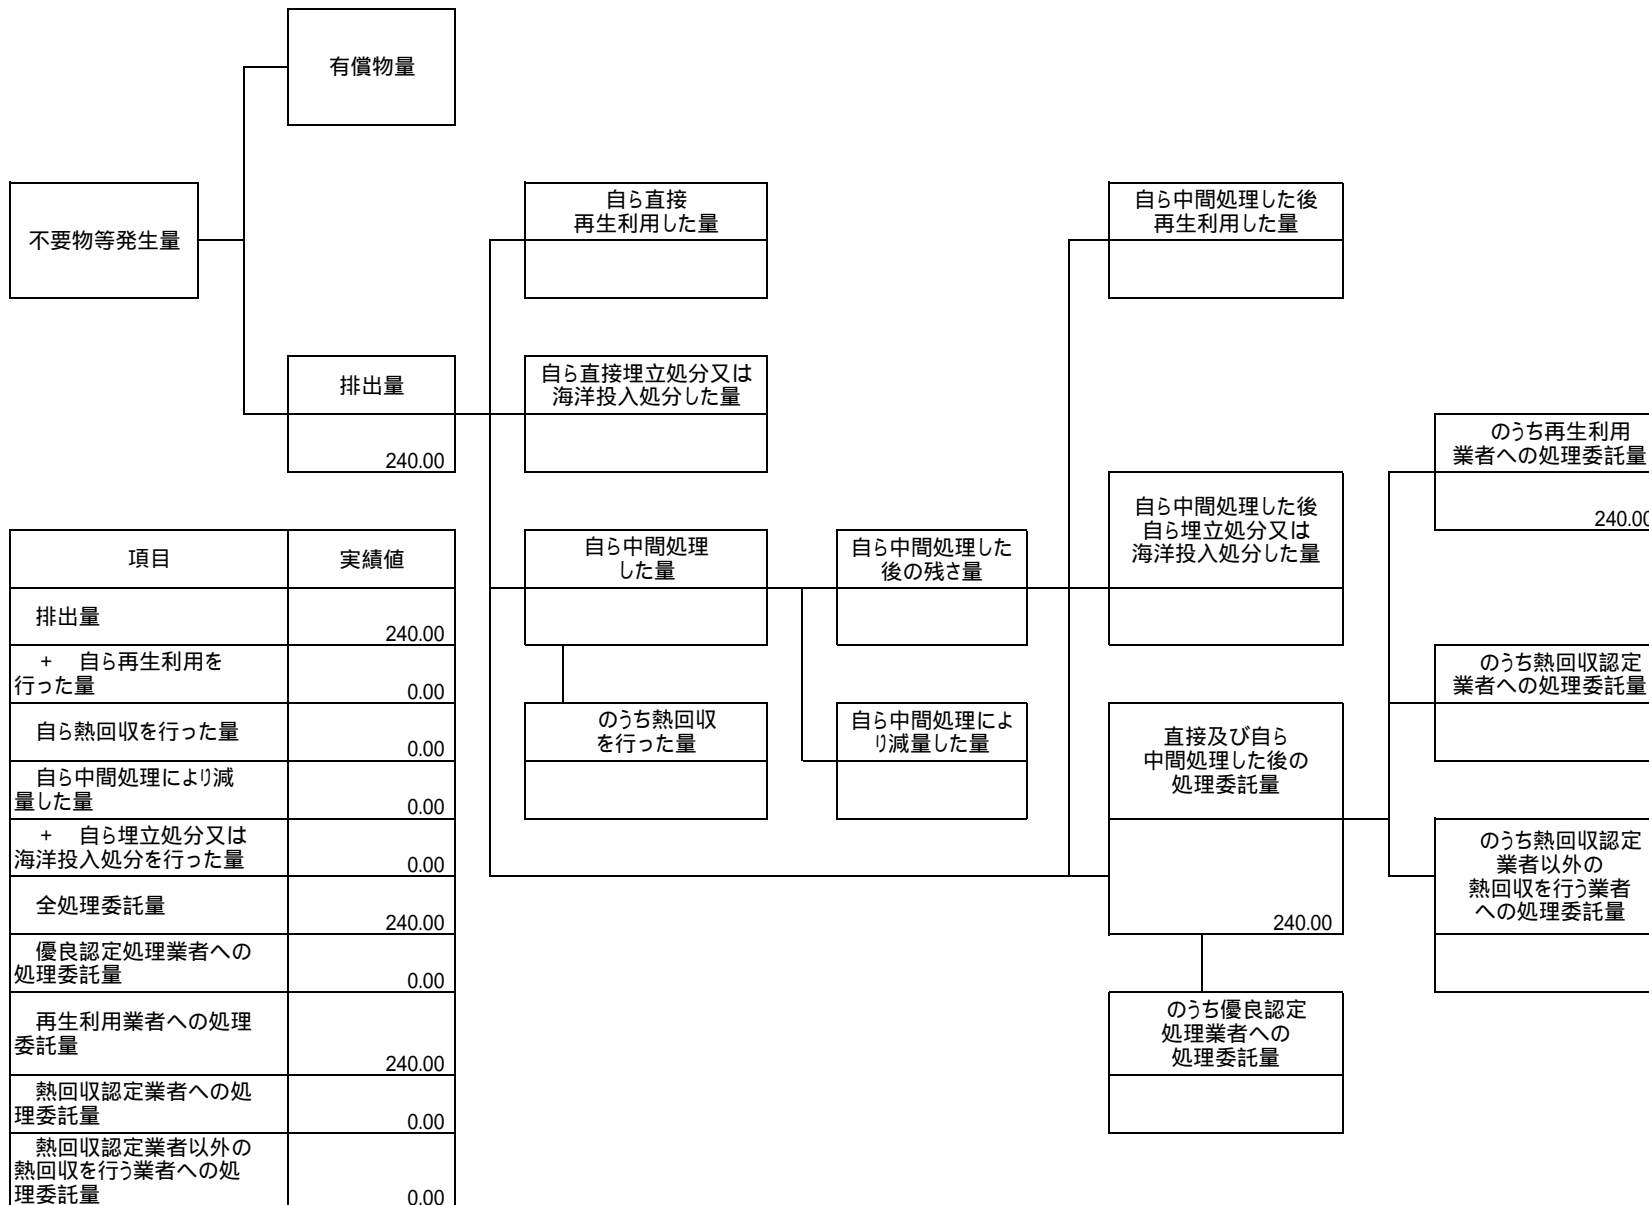 有償物量
不要物等発生量
自ら直接
再生利用した量
自ら中間処理した後
再生利用した量
排出量
240.00
自ら直接埋立処分又は
海洋投入処分した量
のうち再生利用
業者への処理委託量
240.00
自ら中間処理
した量
自ら中間処理した
後の残さ量
自ら中間処理した後
自ら埋立処分又は
海洋投入処分した量
のうち熱回収
を行った量
自ら中間処理によ
り減量した量
直接及び自ら
中間処理した後の
処理委託量
240.00
のうち熱回収認定
業者への処理委託量
のうち熱回収認定
業者以外の
熱回収を行う業者
への処理委託量
のうち優良認定
処理業者への
処理委託量
項目 実績値
排出量 240.00
+ 自ら再生利用を
行った量 0.00
自ら熱回収を行った量 0.00
自ら中間処理により減
量した量 0.00
+ 自ら埋立処分又は
海洋投入処分を行った量 0.00
全処理委託量 240.00
優良認定処理業者への
処理委託量 0.00
再生利用業者への処理
委託量 240.00
熱回収認定業者への処
理委託量 0.00
熱回収認定業者以外の
熱回収を行う業者への処
理委託量 0.00